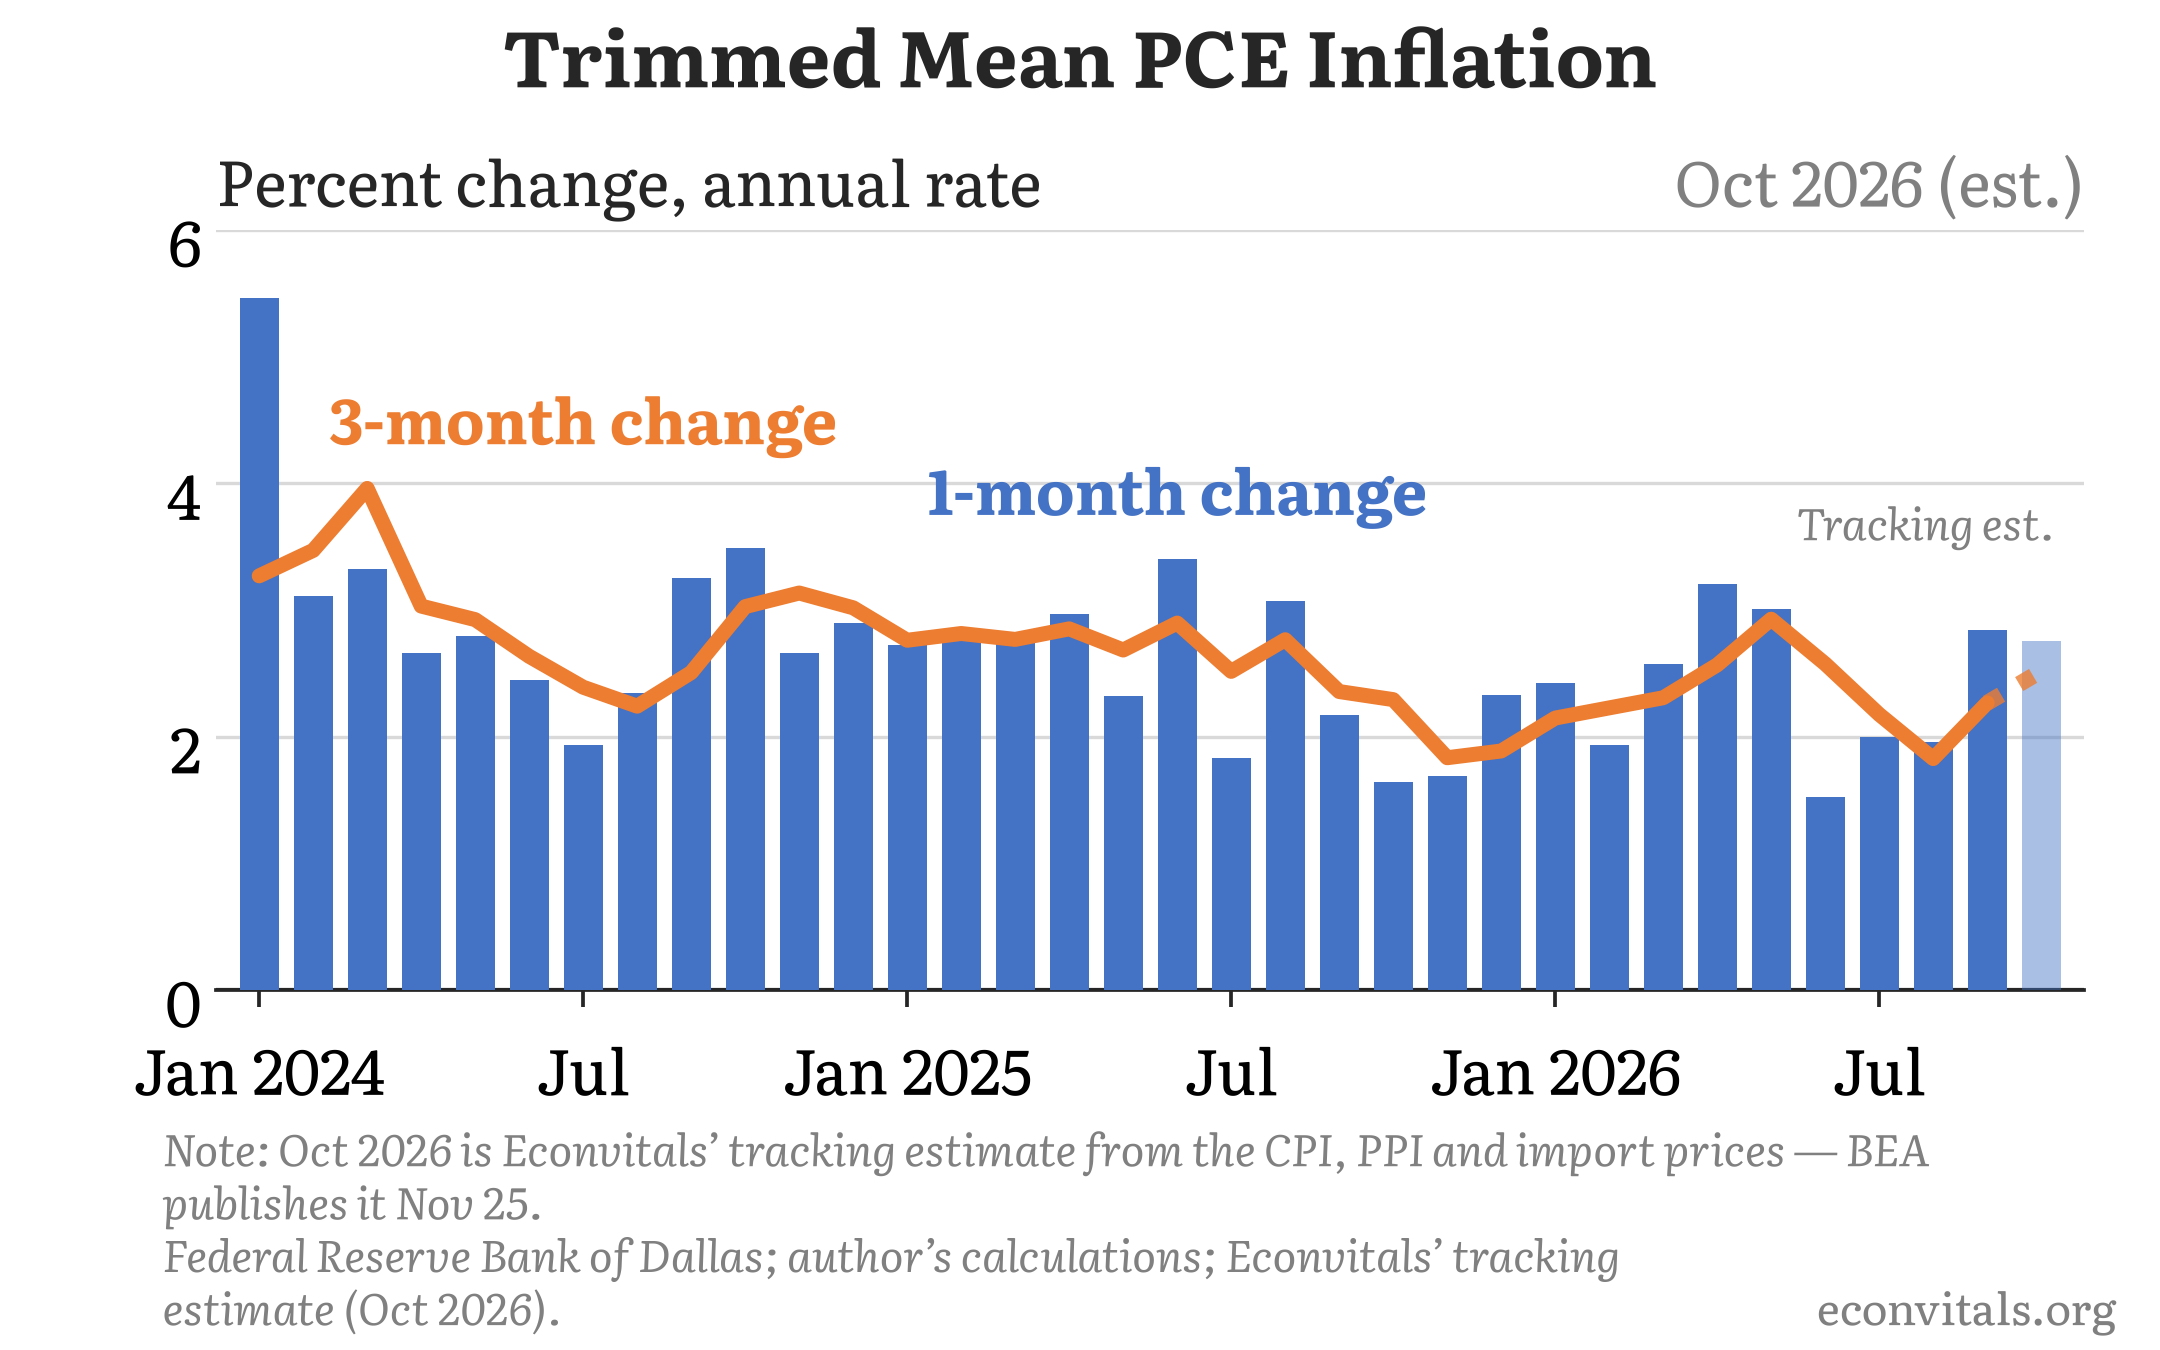 Trimmed Mean PCE Inflation
Percent change, annual rate
Oct 2026 (est.)
6
3-month change
4
1-month change
Tracking est.
2
0
Jan 2024
Jul
Jan 2025
Jul
Jan 2026
Jul
Note: Oct 2026 is Econvitals’ tracking estimate from the CPI, PPI and import prices — BEA
publishes it Nov 25.
Federal Reserve Bank of Dallas; author’s calculations; Econvitals’ tracking
estimate (Oct 2026).
econvitals.org